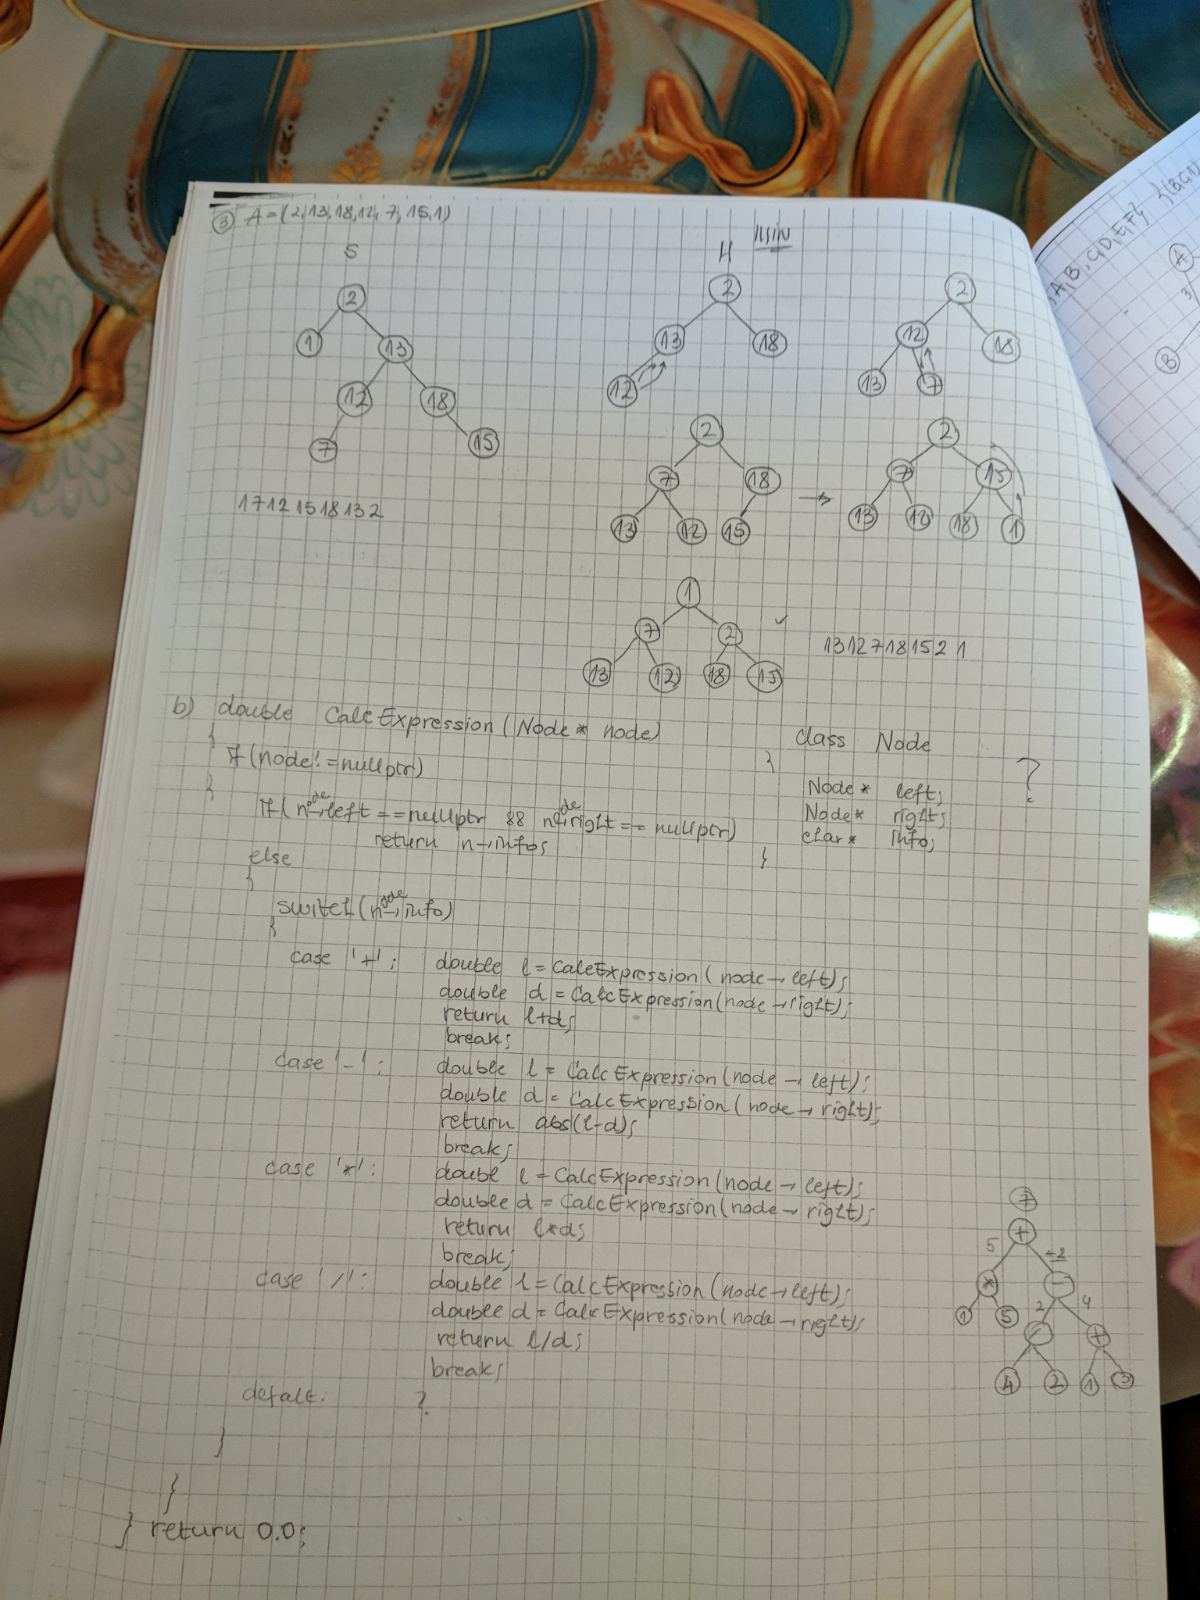 ③ A=(2,13,18,12,7,15,1)
S
H
MIN
2
1 13
12 18
7 15
2
13 18
12
2
12 18
13 7
2
7 18
13 12 15
2
7 15
13 12 18 1
1 7 12 15 18 13 2
1
7 2
13 12 18 15
13 12 7 18 15 2 1
b) double CalcExpression(Node* node)
{
if(node!=nullptr)
{
if(node→left==nullptr && node→right==nullptr)
return n→info;
else
{
switch(node→info)
{
case '+': double l=CalcExpression(node→left);
double d=CalcExpression(node→right);
return l+d;
break;
case '-': double l=CalcExpression(node→left);
double d=CalcExpression(node→right);
return abs(l-d);
break;
case '*': double l=CalcExpression(node→left);
double d=CalcExpression(node→right);
return l*d;
break;
case '/': double l=CalcExpression(node→left);
double d=CalcExpression(node→right);
return l/d;
break;
defalt: ?
}
}
} return 0.0;
class Node
{
Node* left;
Node* right;
char* info;
}
?
7
+
5 -2
* -
1 5 2 4
/ +
4 2 1 3
A,B,C,D,E,F}
A
3
B